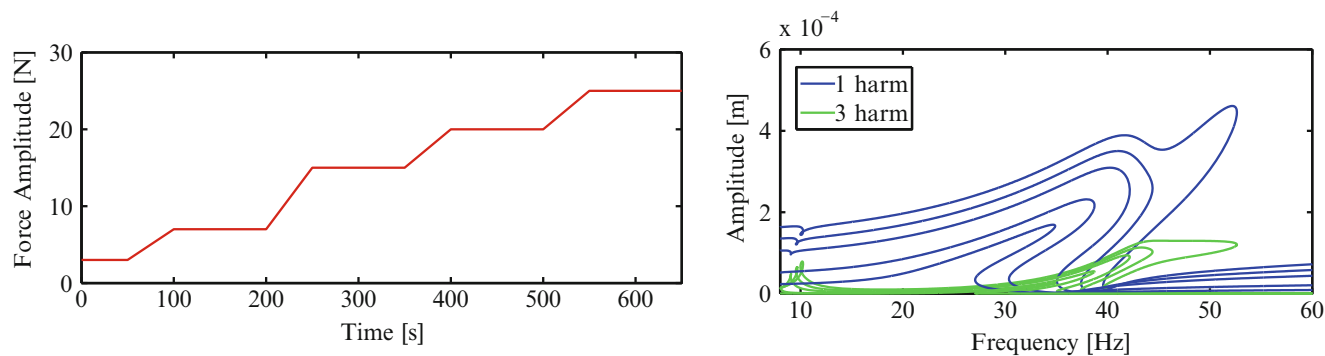 30
20
10
0
Force Amplitude [N]
0 100 200 300 400 500 600
Time [s]
x 10⁻⁴
6
4
2
0
Amplitude [m]
1 harm
3 harm
10 20 30 40 50 60
Frequency [Hz]